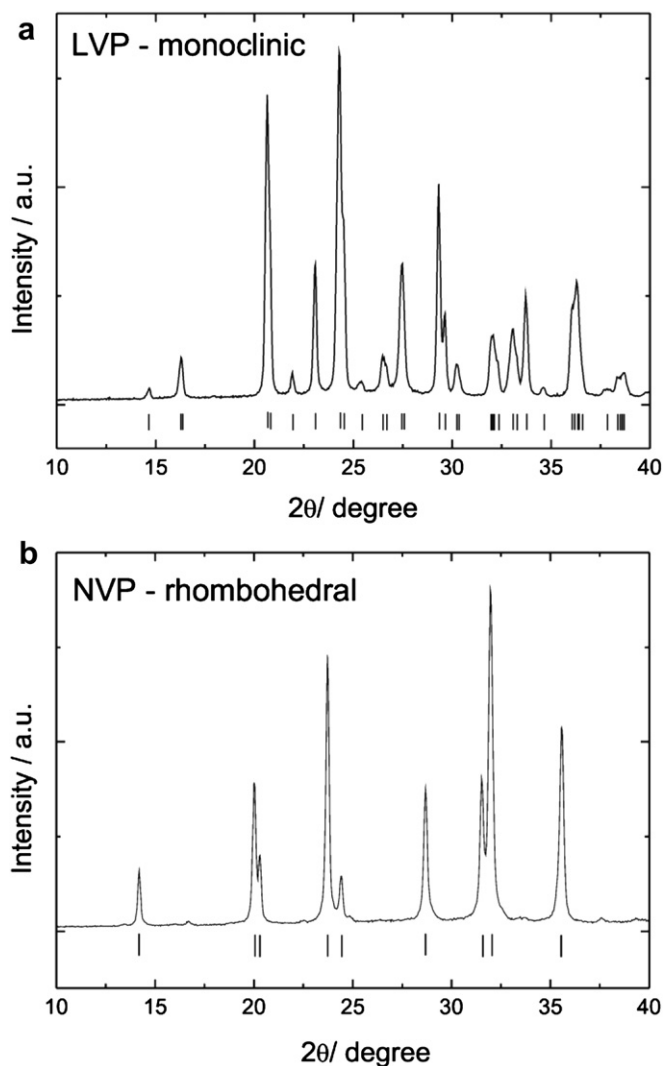 a
LVP - monoclinic
Intensity / a.u.
10 15 20 25 30 35 40
2θ/ degree
b
NVP - rhombohedral
Intensity / a.u.
10 15 20 25 30 35 40
2θ/ degree